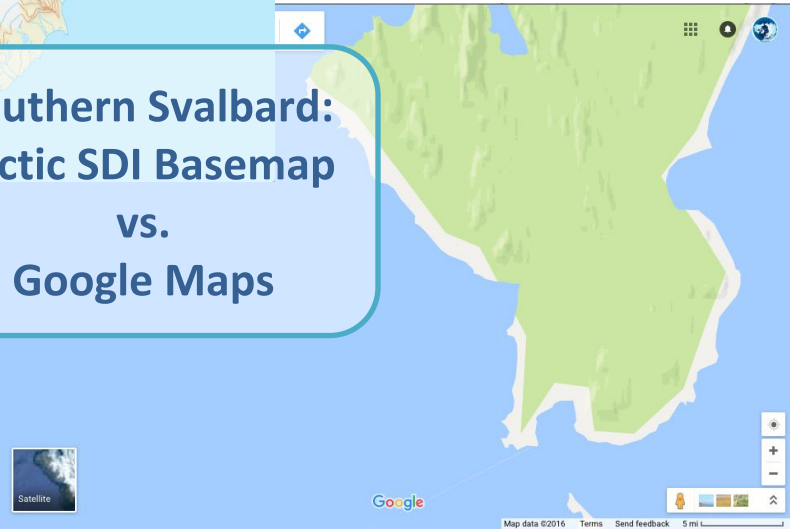 uthern Svalbard:
ctic SDI Basemap
vs.
Google Maps
Satellite
Google
Map data ©2016 Terms Send feedback 5 mi